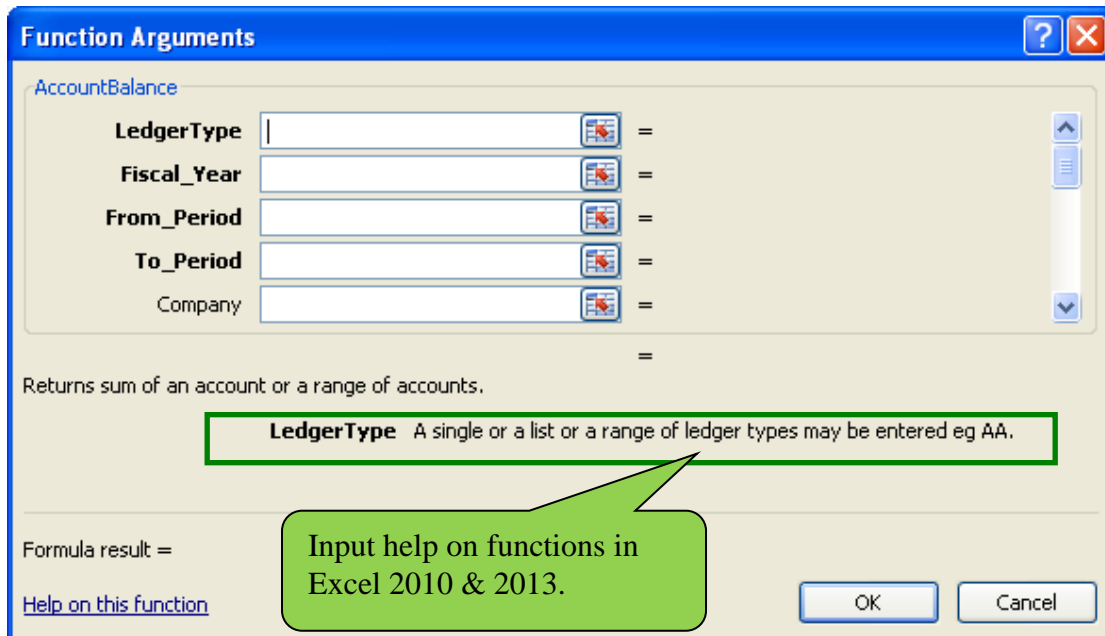 Function Arguments
AccountBalance
LedgerType =
Fiscal_Year =
From_Period =
To_Period =
Company =
=
Returns sum of an account or a range of accounts.
LedgerType A single or a list or a range of ledger types may be entered eg AA.
Input help on functions in
Excel 2010 & 2013.
Formula result =
Help on this function
OK Cancel